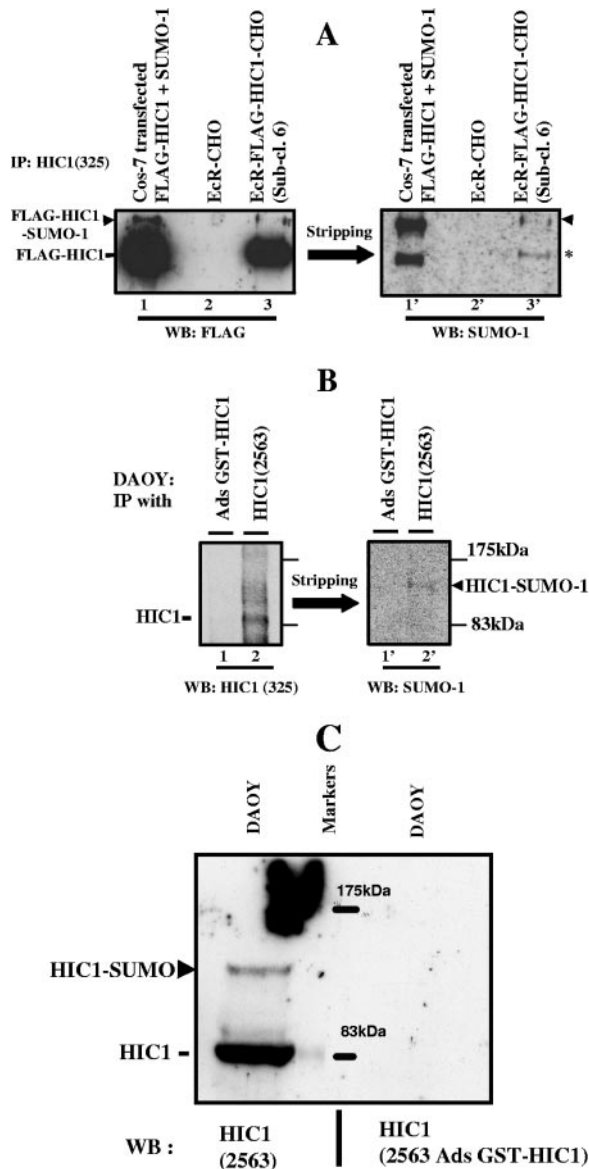 A
IP: HIC1(325)
Cos-7 transfected
FLAG-HIC1 + SUMO-1
EcR-CHO
EcR-FLAG-HIC1-CHO
(Sub-cl. 6)
Cos-7 transfected
FLAG-HIC1 + SUMO-1
EcR-CHO
EcR-FLAG-HIC1-CHO
(Sub-cl. 6)
FLAG-HIC1
-SUMO-1
FLAG-HIC1
Stripping
*
1 2 3
1' 2' 3'
WB: FLAG
WB: SUMO-1
B
DAOY:
IP with
Ads GST-HIC1
HIC1(2563)
Ads GST-HIC1
HIC1(2563)
175kDa
Stripping
HIC1-SUMO-1
HIC1
83kDa
1 2
1' 2'
WB: HIC1 (325)
WB: SUMO-1
C
DAOY
Markers
DAOY
175kDa
HIC1-SUMO
83kDa
HIC1
WB :
HIC1
(2563)
HIC1
(2563 Ads GST-HIC1)